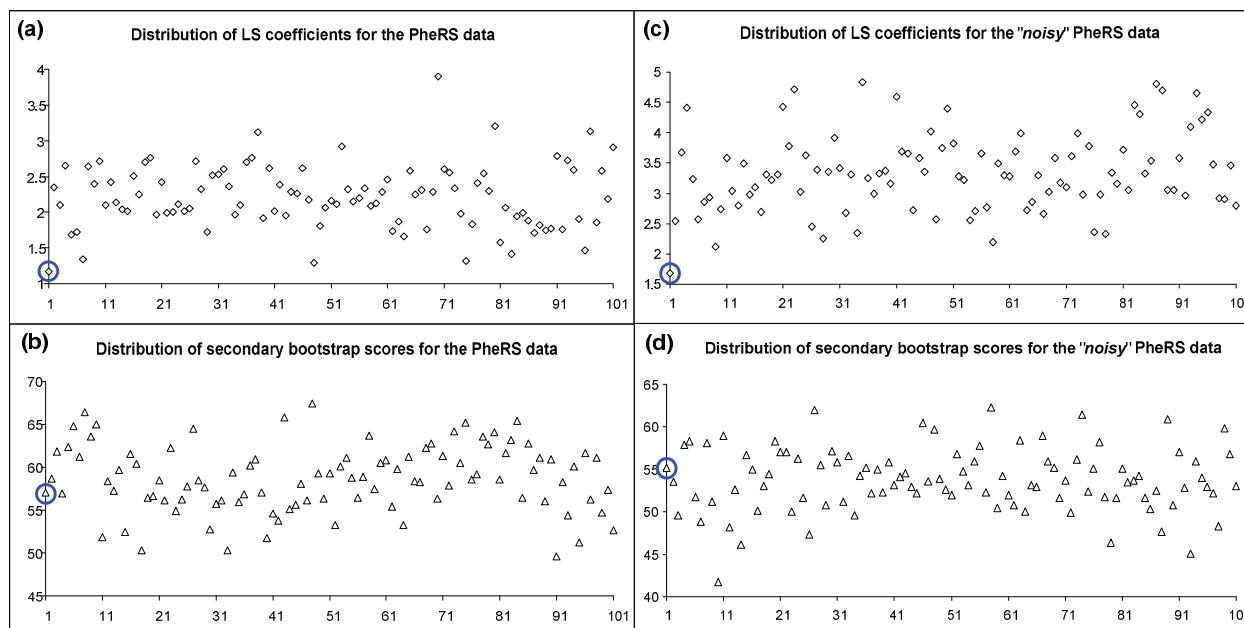 (a)
Distribution of LS coefficients for the PheRS data
4
3.5
3
2.5
2
1.5
1
1 11 21 31 41 51 61 71 81 91 101
(c)
Distribution of LS coefficients for the "noisy" PheRS data
5
4.5
4
3.5
3
2.5
2
1.5
1 11 21 31 41 51 61 71 81 91 10
(b)
Distribution of secondary bootstrap scores for the PheRS data
70
65
60
55
50
45
1 11 21 31 41 51 61 71 81 91 101
(d)
Distribution of secondary bootstrap scores for the "noisy" PheRS data
65
60
55
50
45
40
1 11 21 31 41 51 61 71 81 91 10